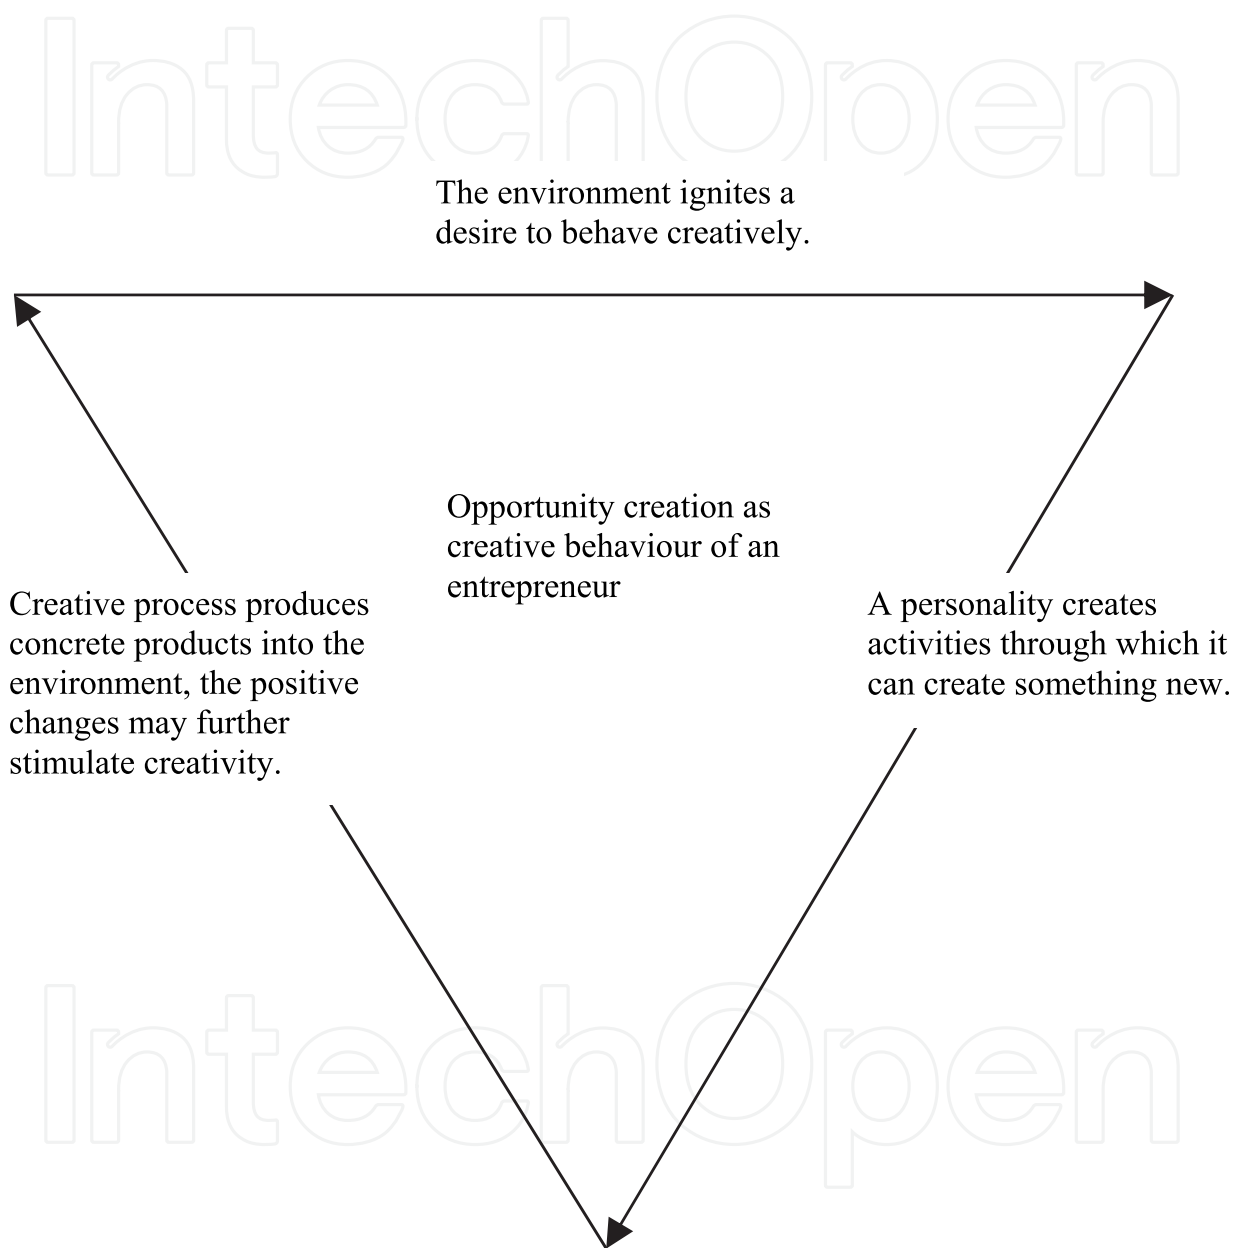 IntechOpen
The environment ignites a
desire to behave creatively.
Opportunity creation as
creative behaviour of an
entrepreneur
Creative process produces
concrete products into the
environment, the positive
changes may further
stimulate creativity.
A personality creates
activities through which it
can create something new.
IntechOpen